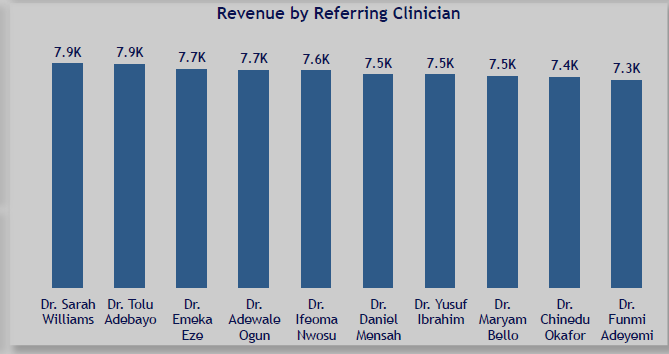 Revenue by Referring Clinician
7.9K 7.9K 7.7K 7.7K 7.6K 7.5K 7.5K 7.5K 7.4K 7.3K
Dr. Sarah Williams
Dr. Tolu Adebayo
Dr. Emeka Eze
Dr. Adewale Ogun
Dr. Ifeoma Nwosu
Dr. Daniel Mensah
Dr. Yusuf Ibrahim
Dr. Maryam Bello
Dr. Chinedu Okafor
Dr. Funmi Adeyemi